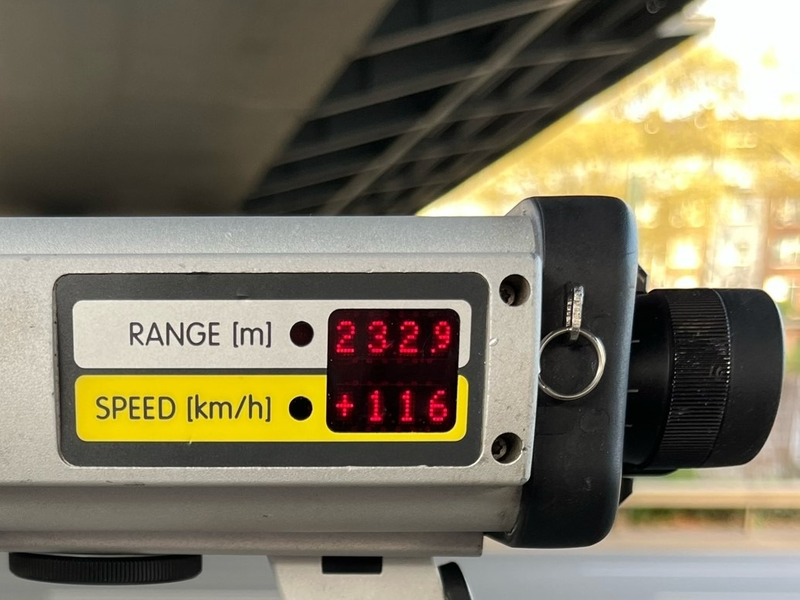 RANGE [m] 2329
SPEED [km/h] +116